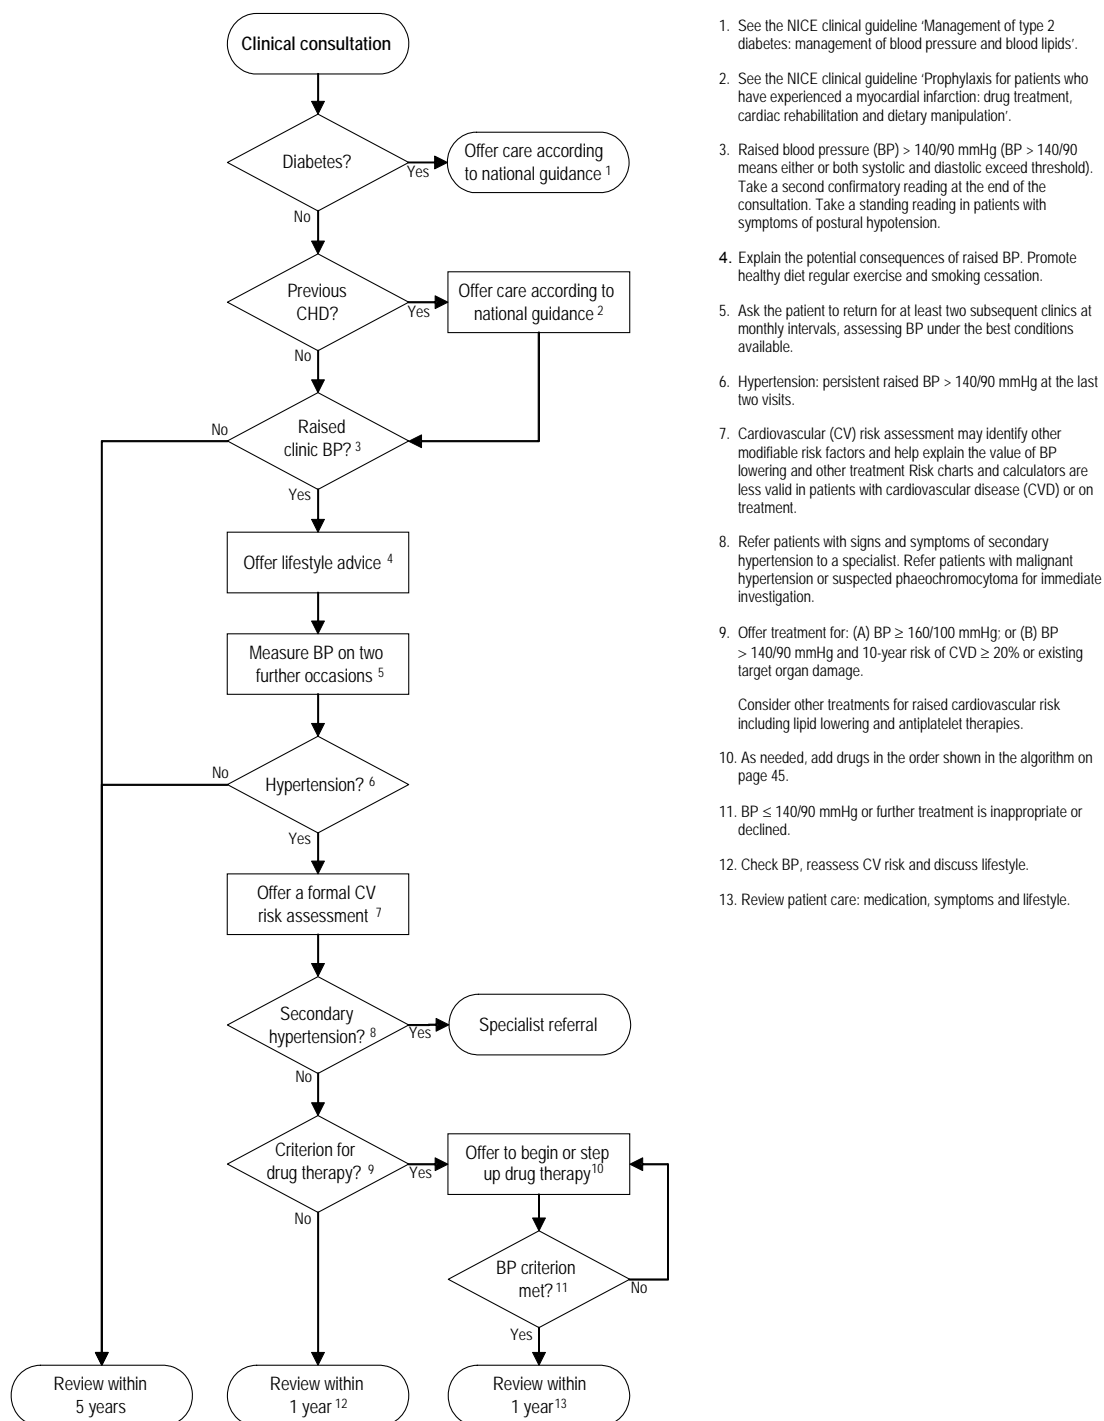 Clinical consultation
Diabetes?
Yes
Offer care according
to national guidance 1
No
Previous
CHD?
Yes
Offer care according to
national guidance 2
No
Raised
clinic BP? 3
No
Yes
Offer lifestyle advice 4
Measure BP on two
further occasions 5
Hypertension? 6
No
Yes
Offer a formal CV
risk assessment 7
Secondary
hypertension? 8
Yes
Specialist referral
No
Criterion for
drug therapy? 9
Yes
Offer to begin or step
up drug therapy10
No
BP criterion
met? 11
No
Yes
Review within
5 years
Review within
1 year 12
Review within
1 year13
1. See the NICE clinical guideline ‘Management of type 2
diabetes: management of blood pressure and blood lipids’.
2. See the NICE clinical guideline ‘Prophylaxis for patients who
have experienced a myocardial infarction: drug treatment,
cardiac rehabilitation and dietary manipulation’.
3. Raised blood pressure (BP) > 140/90 mmHg (BP > 140/90
means either or both systolic and diastolic exceed threshold).
Take a second confirmatory reading at the end of the
consultation. Take a standing reading in patients with
symptoms of postural hypotension.
4. Explain the potential consequences of raised BP. Promote
healthy diet regular exercise and smoking cessation.
5. Ask the patient to return for at least two subsequent clinics at
monthly intervals, assessing BP under the best conditions
available.
6. Hypertension: persistent raised BP > 140/90 mmHg at the last
two visits.
7. Cardiovascular (CV) risk assessment may identify other
modifiable risk factors and help explain the value of BP
lowering and other treatment Risk charts and calculators are
less valid in patients with cardiovascular disease (CVD) or on
treatment.
8. Refer patients with signs and symptoms of secondary
hypertension to a specialist. Refer patients with malignant
hypertension or suspected phaeochromocytoma for immediate
investigation.
9. Offer treatment for: (A) BP ≥ 160/100 mmHg; or (B) BP
> 140/90 mmHg and 10-year risk of CVD ≥ 20% or existing
target organ damage.
Consider other treatments for raised cardiovascular risk
including lipid lowering and antiplatelet therapies.
10. As needed, add drugs in the order shown in the algorithm on
page 45.
11. BP ≤ 140/90 mmHg or further treatment is inappropriate or
declined.
12. Check BP, reassess CV risk and discuss lifestyle.
13. Review patient care: medication, symptoms and lifestyle.